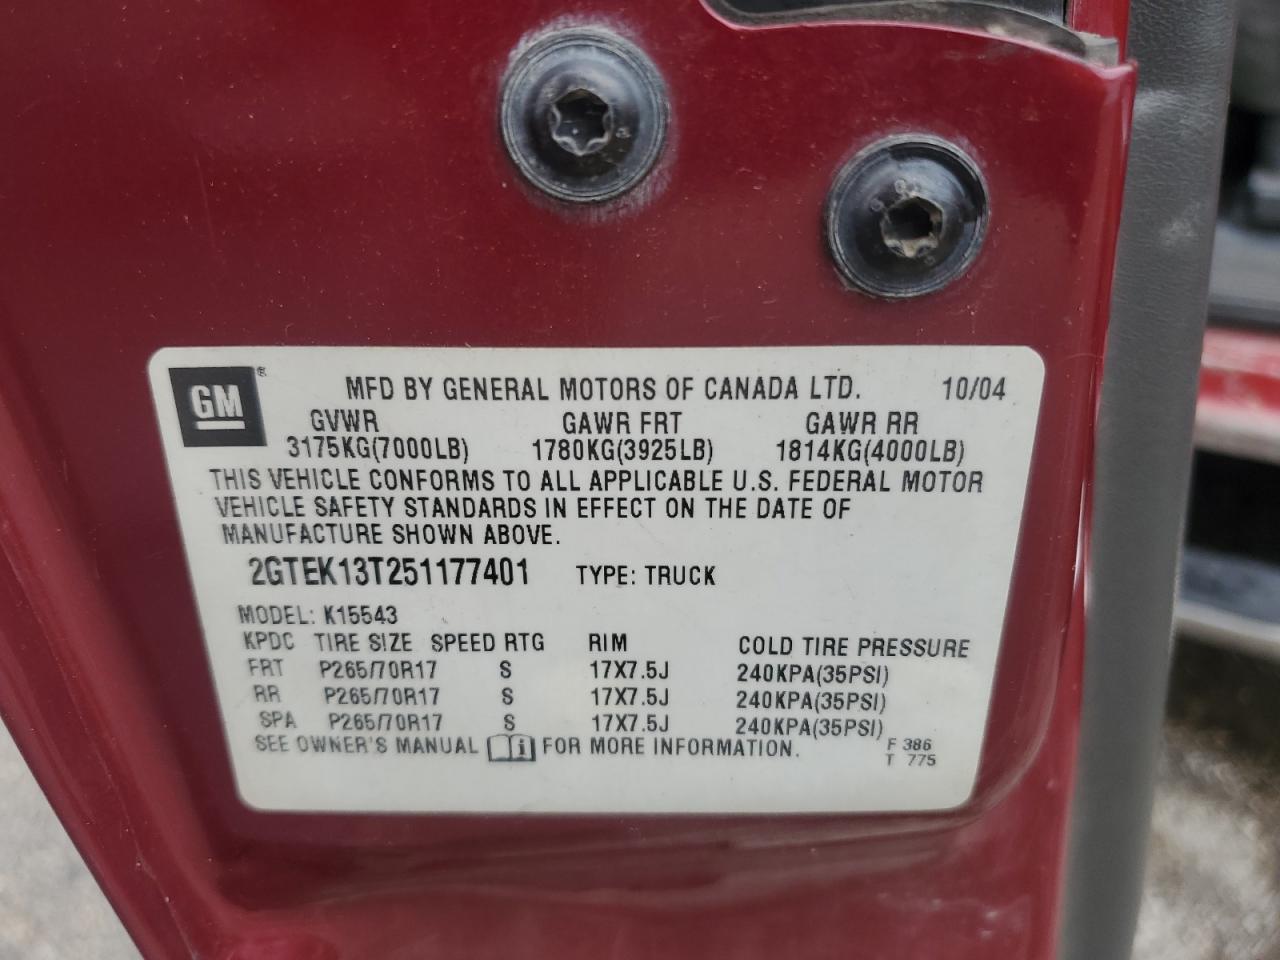 GM® MFD BY GENERAL MOTORS OF CANADA LTD. 10/04
GVWR GAWR FRT GAWR RR
3175KG(7000LB) 1780KG(3925LB) 1814KG(4000LB)
THIS VEHICLE CONFORMS TO ALL APPLICABLE U.S. FEDERAL MOTOR
VEHICLE SAFETY STANDARDS IN EFFECT ON THE DATE OF
MANUFACTURE SHOWN ABOVE.
2GTEK13T251177401 TYPE: TRUCK
MODEL: K15543
KPDC TIRE SIZE SPEED RTG RIM COLD TIRE PRESSURE
FRT P265/70R17 S 17X7.5J 240KPA(35PSI)
RR P265/70R17 S 17X7.5J 240KPA(35PSI)
SPA P265/70R17 S 17X7.5J 240KPA(35PSI)
SEE OWNER'S MANUAL i FOR MORE INFORMATION. F 386
T 775